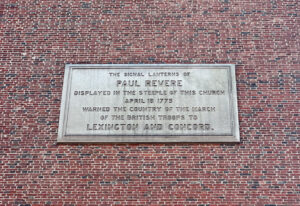 THE SIGNAL LANTERNS OF
PAUL REVERE
DISPLAYED IN THE STEEPLE OF THIS CHURCH
APRIL 18 1775
WARNED THE COUNTRY OF THE MARCH
OF THE BRITISH TROOPS TO
LEXINGTON AND CONCORD.